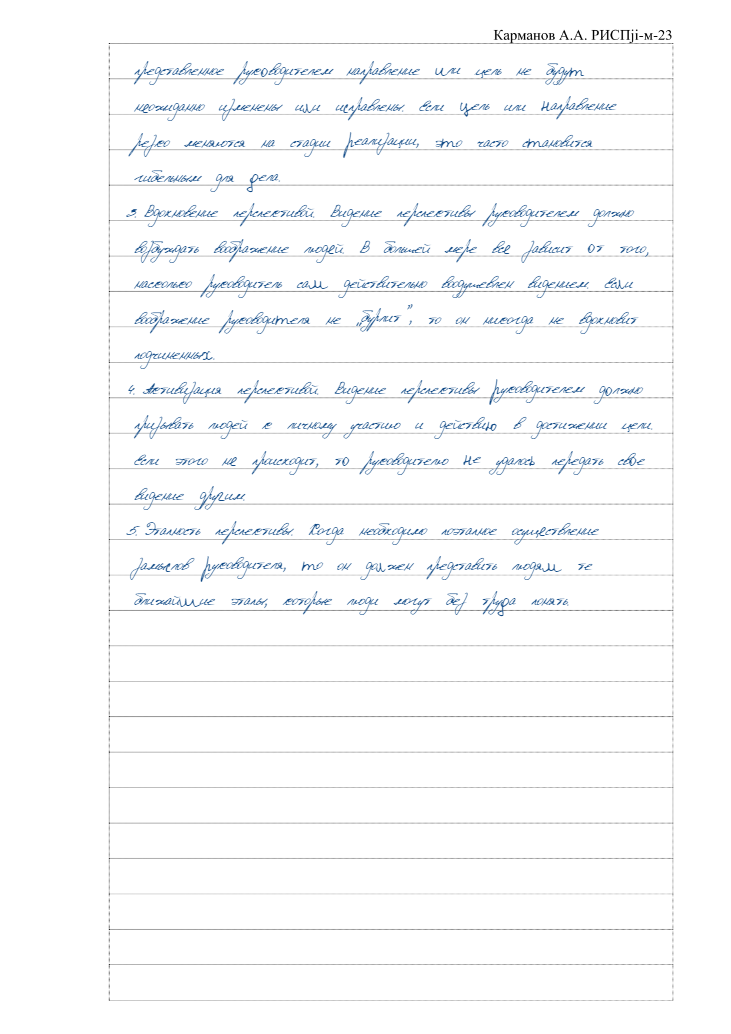 Карманов А.А. РИСПji-м-23
представленное руководителем направление или цель не будут
неожиданно изменены или исправлены. Если цель или направление
резко меняются на стадии реализации, это часто становится
гибельным для дела.
3. Вдохновение перспективой. Видение перспективы руководителем должно
возбуждать воображение людей. В большей мере все зависит от того,
насколько руководитель сам действительно воодушевлен видением. Если
воображение руководителя не „бурлит”, то он никогда не вдохновит
подчиненных.
4. Активизация перспективой. Видение перспективы руководителем должно
призывать людей к личному участию и действию в достижении цели.
Если этого не происходит, то руководителю не удалось передать свое
видение другим.
5. Этапность перспективы. Когда необходимо поэтапное осуществление
замыслов руководителя, то он должен представить людям те
ближайшие этапы, которые люди могут без труда понять.